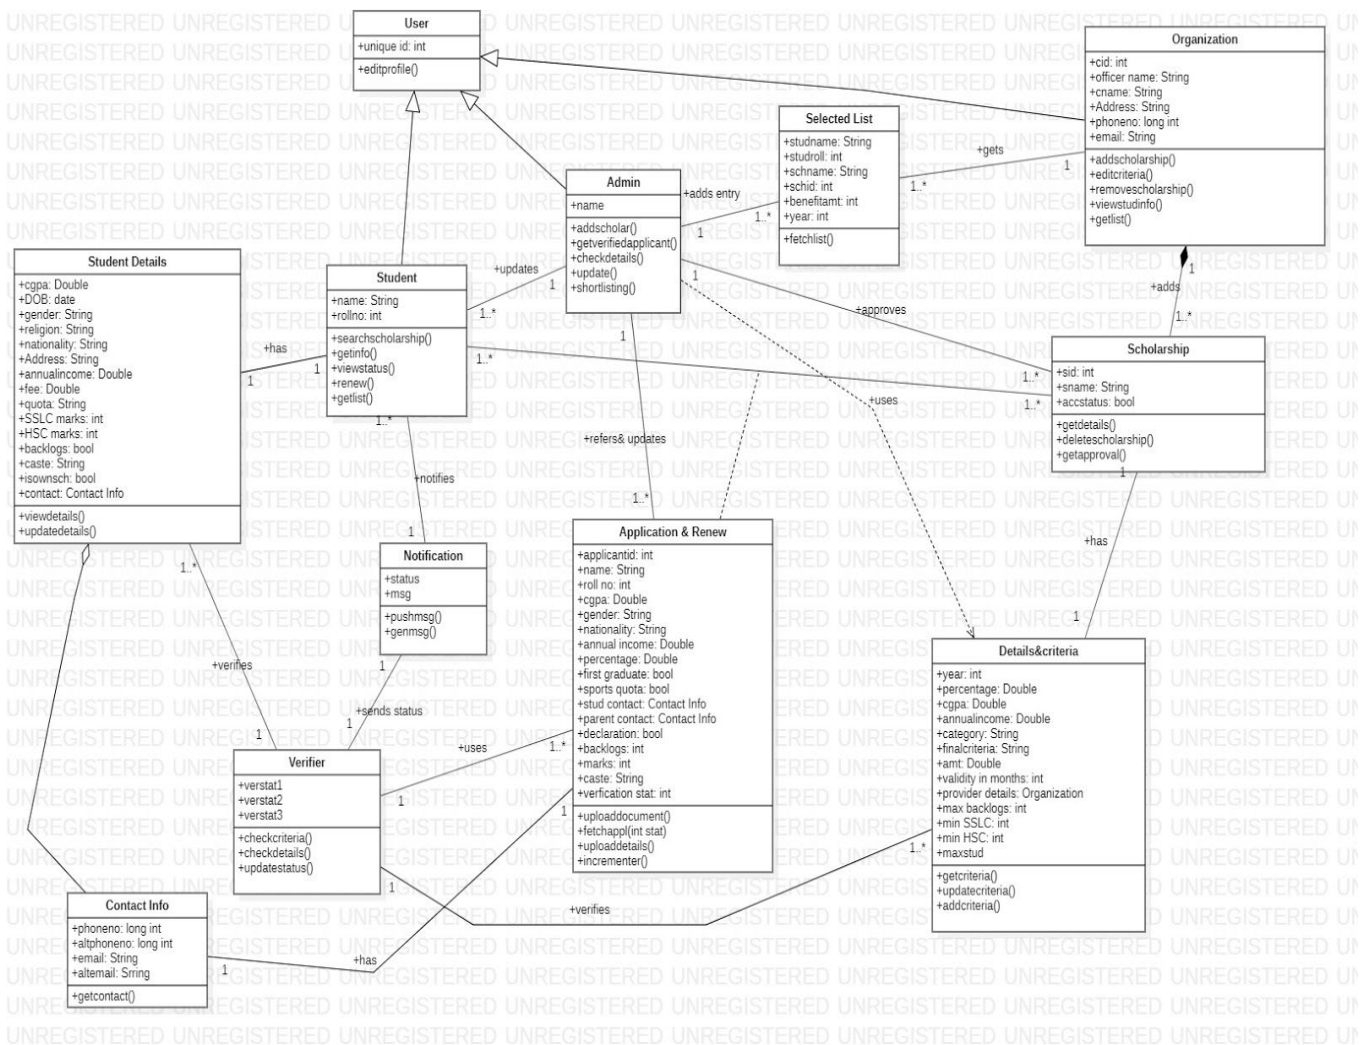 User
+unique id: int
+editprofile()
Organization
+cid: int
+officer name: String
+cname: String
+Address: String
+phoneno: long int
+email: String
+addscholarship()
+editcriteria()
+removescholarship()
+viewstudinfo()
+getlist()
Selected List
+studname: String
+studroll: int
+schname: String
+schid: int
+benefitamt: int
+year: int
+fetchlist()
+gets
1
1..*
Admin
+name
+addscholar()
+getverifiedapplicant()
+checkdetails()
+update()
+shortlisting()
+adds entry
1
1..*
Student Details
+cgpa: Double
+DOB: date
+gender: String
+religion: String
+nationality: String
+Address: String
+annualincome: Double
+fee: Double
+quota: String
+SSLC marks: int
+HSC marks: int
+backlogs: bool
+caste: String
+isownsch: bool
+contact: Contact Info
+viewdetails()
+updatedetails()
Student
+name: String
+rollno: int
+searchscholarship()
+getinfo()
+viewstatus()
+renew()
+getlist()
+updates
1
1..*
+has
1
1
1
+approves
1..*
1..*
1..*
+adds
1
1..*
Scholarship
+sid: int
+sname: String
+accstatus: bool
+getdetails()
+deletescholarship()
+getapproval()
+uses
1
+refers& updates
1..*
1..*
+notifies
1
1
+has
1
Notification
+status
+msg
+pushmsg()
+genmsg()
Application & Renew
+applicantid: int
+name: String
+roll no: int
+cgpa: Double
+gender: String
+nationality: String
+annual income: Double
+percentage: Double
+first graduate: bool
+sports quota: bool
+stud contact: Contact Info
+parent contact: Contact Info
+declaration: bool
+backlogs: int
+marks: int
+caste: String
+verfication stat: int
+uploaddocument()
+fetchappl(int stat)
+uploaddetails()
+incrementer()
Details&criteria
+year: int
+percentage: Double
+cgpa: Double
+annualincome: Double
+category: String
+finalcriteria: String
+amt: Double
+validity in months: int
+provider details: Organization
+max backlogs: int
+min SSLC: int
+min HSC: int
+maxstud
+getcriteria()
+updatecriteria()
+addcriteria()
1..*
+verifies
1
1
+sends status
1
Verifier
+verstat1
+verstat2
+verstat3
+checkcriteria()
+checkdetails()
+updatestatus()
+uses
1
1..*
1
+verifies
1..*
Contact Info
+phoneno: long int
+altphoneno: long int
+email: String
+altemail: Srring
+getcontact()
1
+has
1
UNREGISTERED